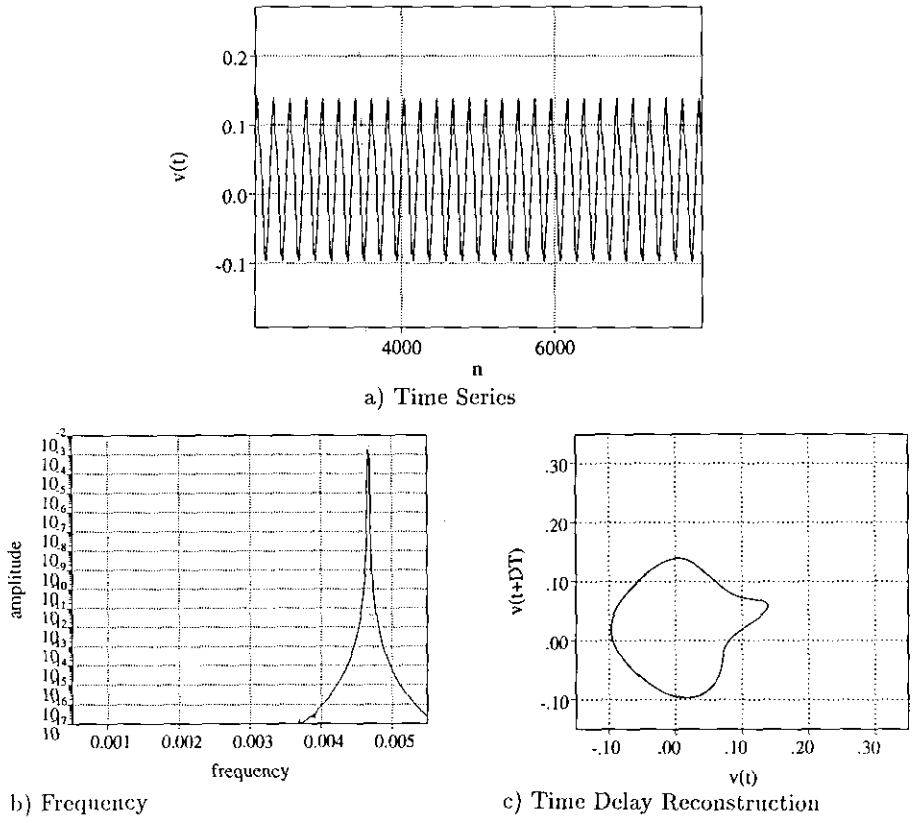 0.2
0.1
v(t)
0.0
-0.1
4000
6000
n
a) Time Series
amplitude
0.001
0.002
0.003
0.004
0.005
frequency
b) Frequency
.30
.20
v(t+DT)
.10
.00
-.10
-.10
.00
.10
.20
.30
v(t)
c) Time Delay Reconstruction